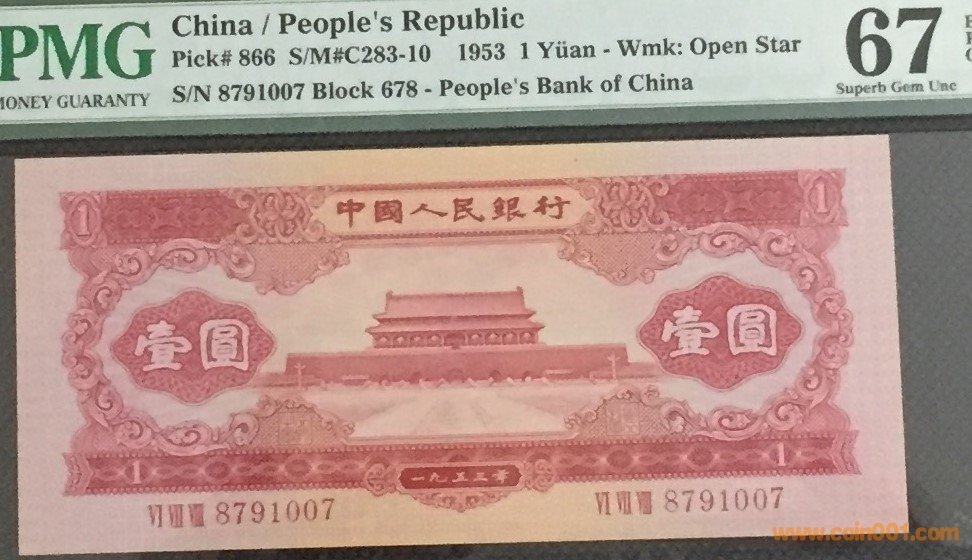 PMG
MONEY GUARANTY
China / People's Republic
Pick# 866 S/M#C283-10 1953 1 Yüan - Wmk: Open Star
S/N 8791007 Block 678 - People's Bank of China
67
Superb Gem Unc
1
中國人民銀行
1
壹圓
壹圓
1
一九五三年
1
VI VII VIII 8791007
VI VII VIII 8791007
www.coin001.com